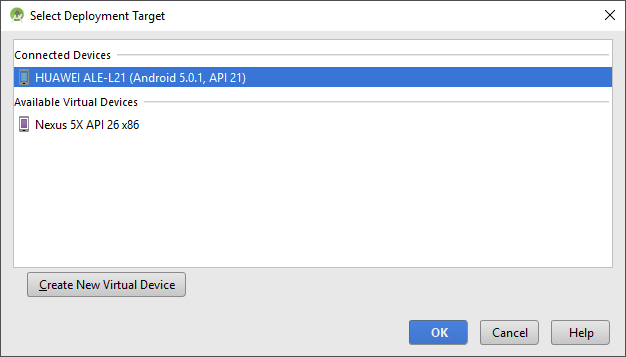 Select Deployment Target
Connected Devices
HUAWEI ALE-L21 (Android 5.0.1, API 21)
Available Virtual Devices
Nexus 5X API 26 x86
Create New Virtual Device
OK Cancel Help